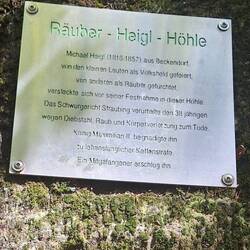 Räuber - Heigl - Höhle
Michael Heigl (1816-1857) aus Beckendorf,
von den kleinen Leuten als Volksheld gefeiert,
von anderen als Räuber gefürchtet,
versteckte sich vor seiner Festnahme in dieser Höhle.
Das Schwurgericht Straubing verurteilte den 38 jährigen
wegen Diebstahl, Raub und Körperverletzung zum Tode.
König Maximilian II. begnadigte ihn
zu lebenslänglicher Kettenstrafe.
Ein Mitgefangener erschlug ihn.